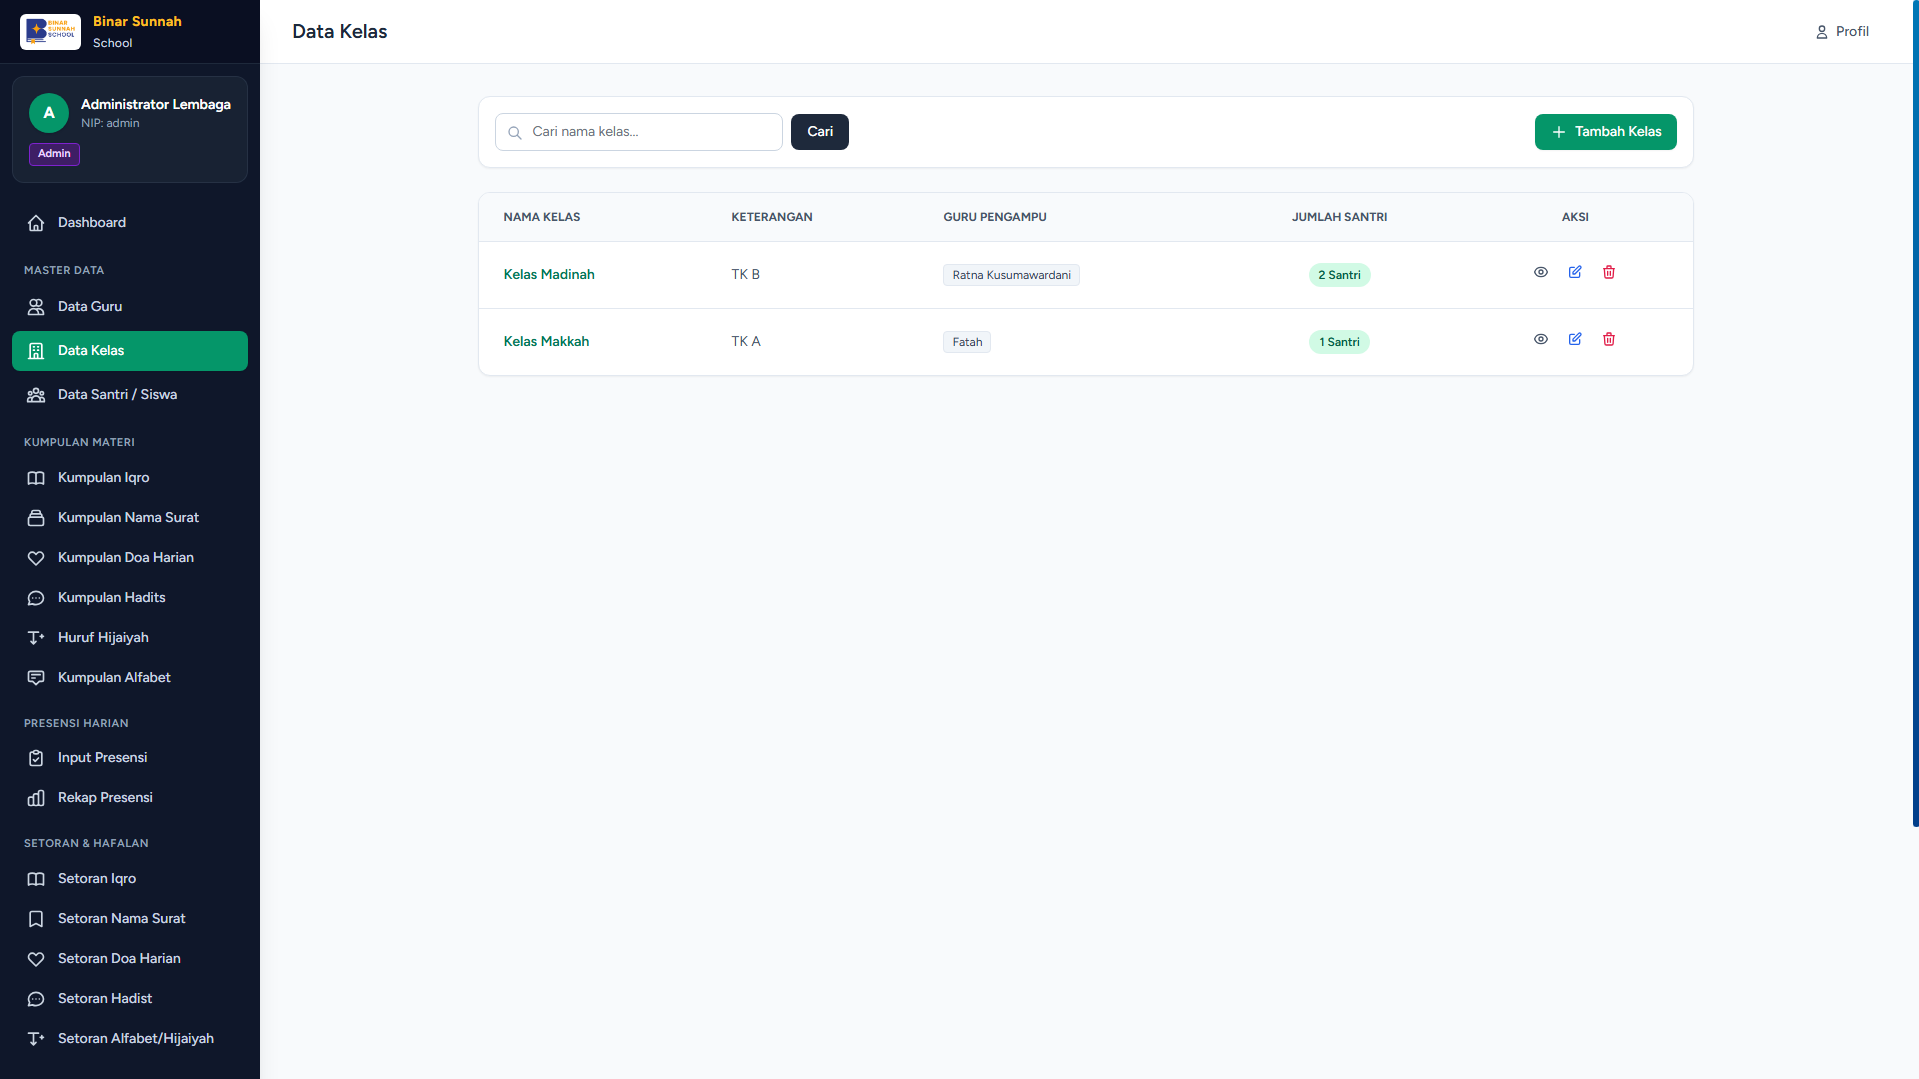 BINAR
SUNNAH
SCHOOL
Binar Sunnah
School
A
Administrator Lembaga
NIP: admin
Admin
Dashboard
MASTER DATA
Data Guru
Data Kelas
Data Santri / Siswa
KUMPULAN MATERI
Kumpulan Iqro
Kumpulan Nama Surat
Kumpulan Doa Harian
Kumpulan Hadits
Huruf Hijaiyah
Kumpulan Alfabet
PRESENSI HARIAN
Input Presensi
Rekap Presensi
SETORAN & HAFALAN
Setoran Iqro
Setoran Nama Surat
Setoran Doa Harian
Setoran Hadist
Setoran Alfabet/Hijaiyah
Data Kelas
Profil
Cari nama kelas...
Cari
Tambah Kelas
NAMA KELAS KETERANGAN GURU PENGAMPU JUMLAH SANTRI AKSI
Kelas Madinah TK B Ratna Kusumawardani 2 Santri
Kelas Makkah TK A Fatah 1 Santri